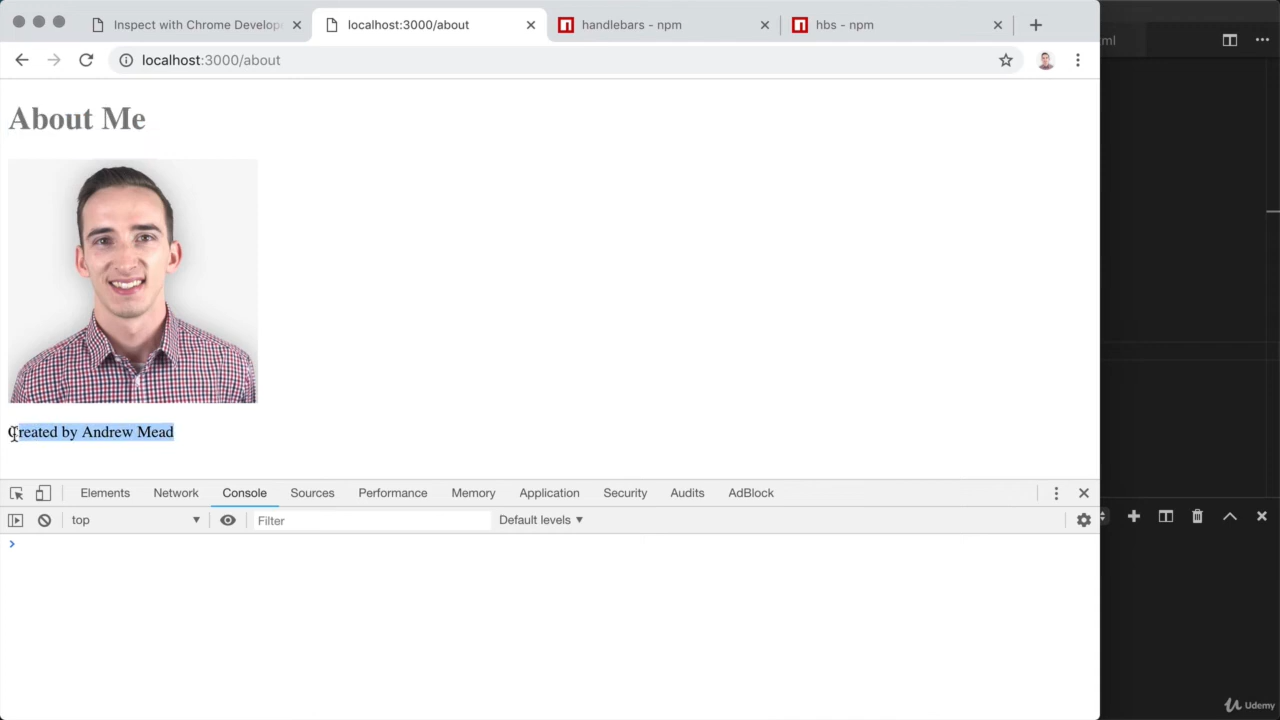 Inspect with Chrome Develop
localhost:3000/about
handlebars - npm
hbs - npm
ml
localhost:3000/about
About Me
Created by Andrew Mead
Elements
Network
Console
Sources
Performance
Memory
Application
Security
Audits
AdBlock
top
Filter
Default levels
Udemy